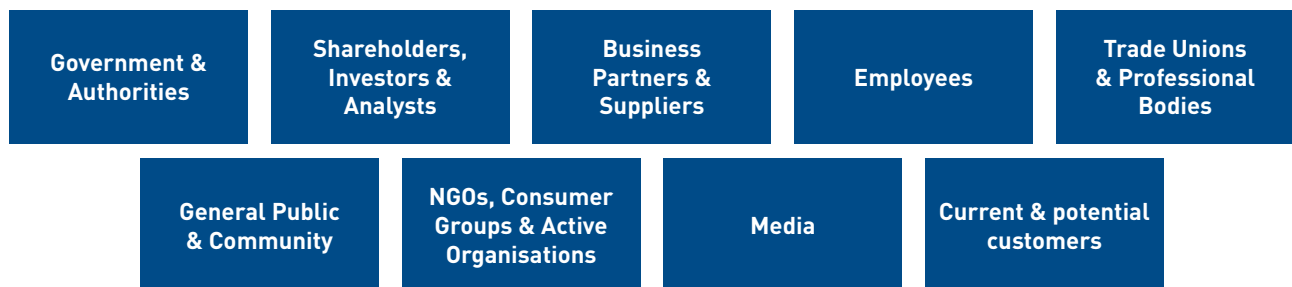 Government &
Authorities
Shareholders,
Investors &
Analysts
Business
Partners &
Suppliers
Employees
Trade Unions
& Professional
Bodies
General Public
& Community
NGOs, Consumer
Groups & Active
Organisations
Media
Current & potential
customers